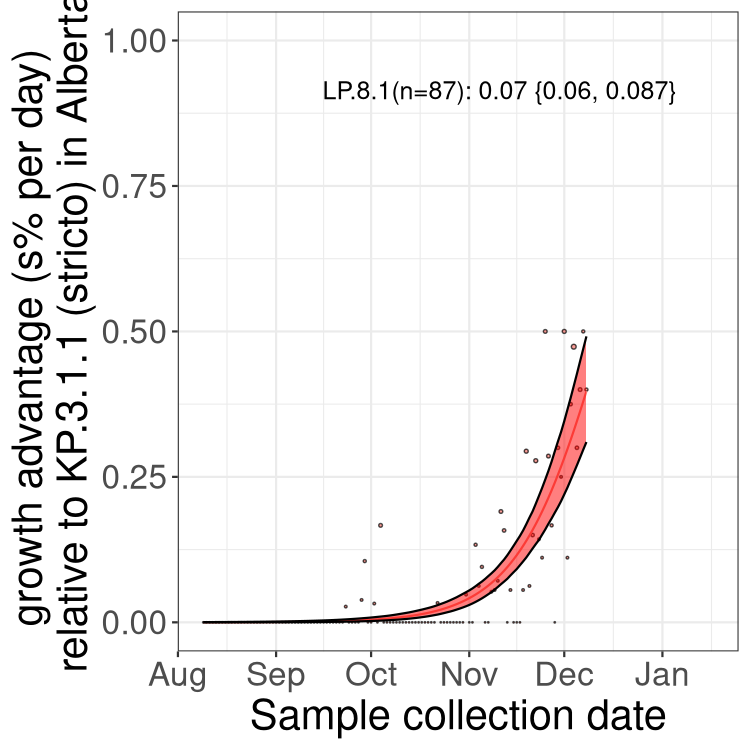 growth advantage (s% per day)
relative to KP.3.1.1 (stricto) in Alberta
1.00
0.75
0.50
0.25
0.00
LP.8.1(n=87): 0.07 {0.06, 0.087}
Aug Sep Oct Nov Dec Jan
Sample collection date